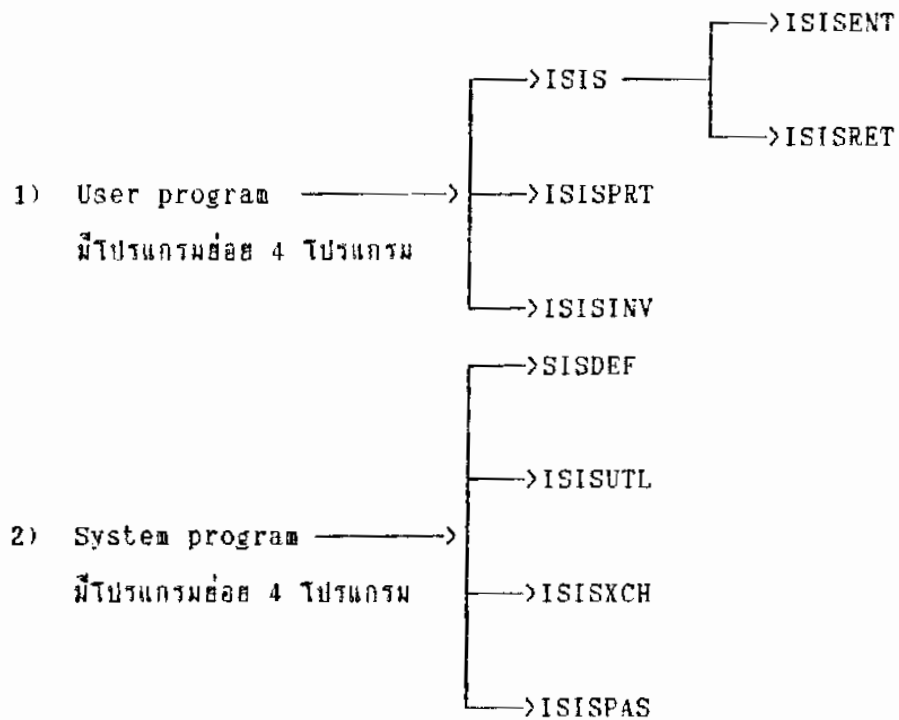 ISISENT
ISIS
ISISRET
1) User program
ISISPRT
มีโปรแกรมย่อย 4 โปรแกรม
ISISINV
SISDEF
ISISUTL
2) System program
มีโปรแกรมย่อย 4 โปรแกรม
ISISXCH
ISISPAS